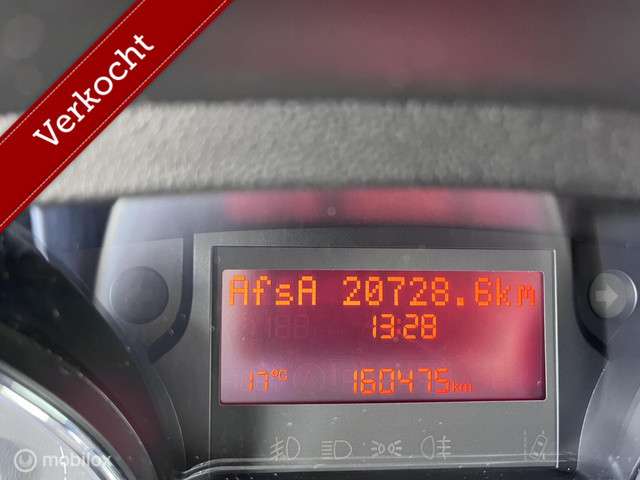 Verkocht
AfsA 20728.6km
13:28
17°C 160475km
mobilox